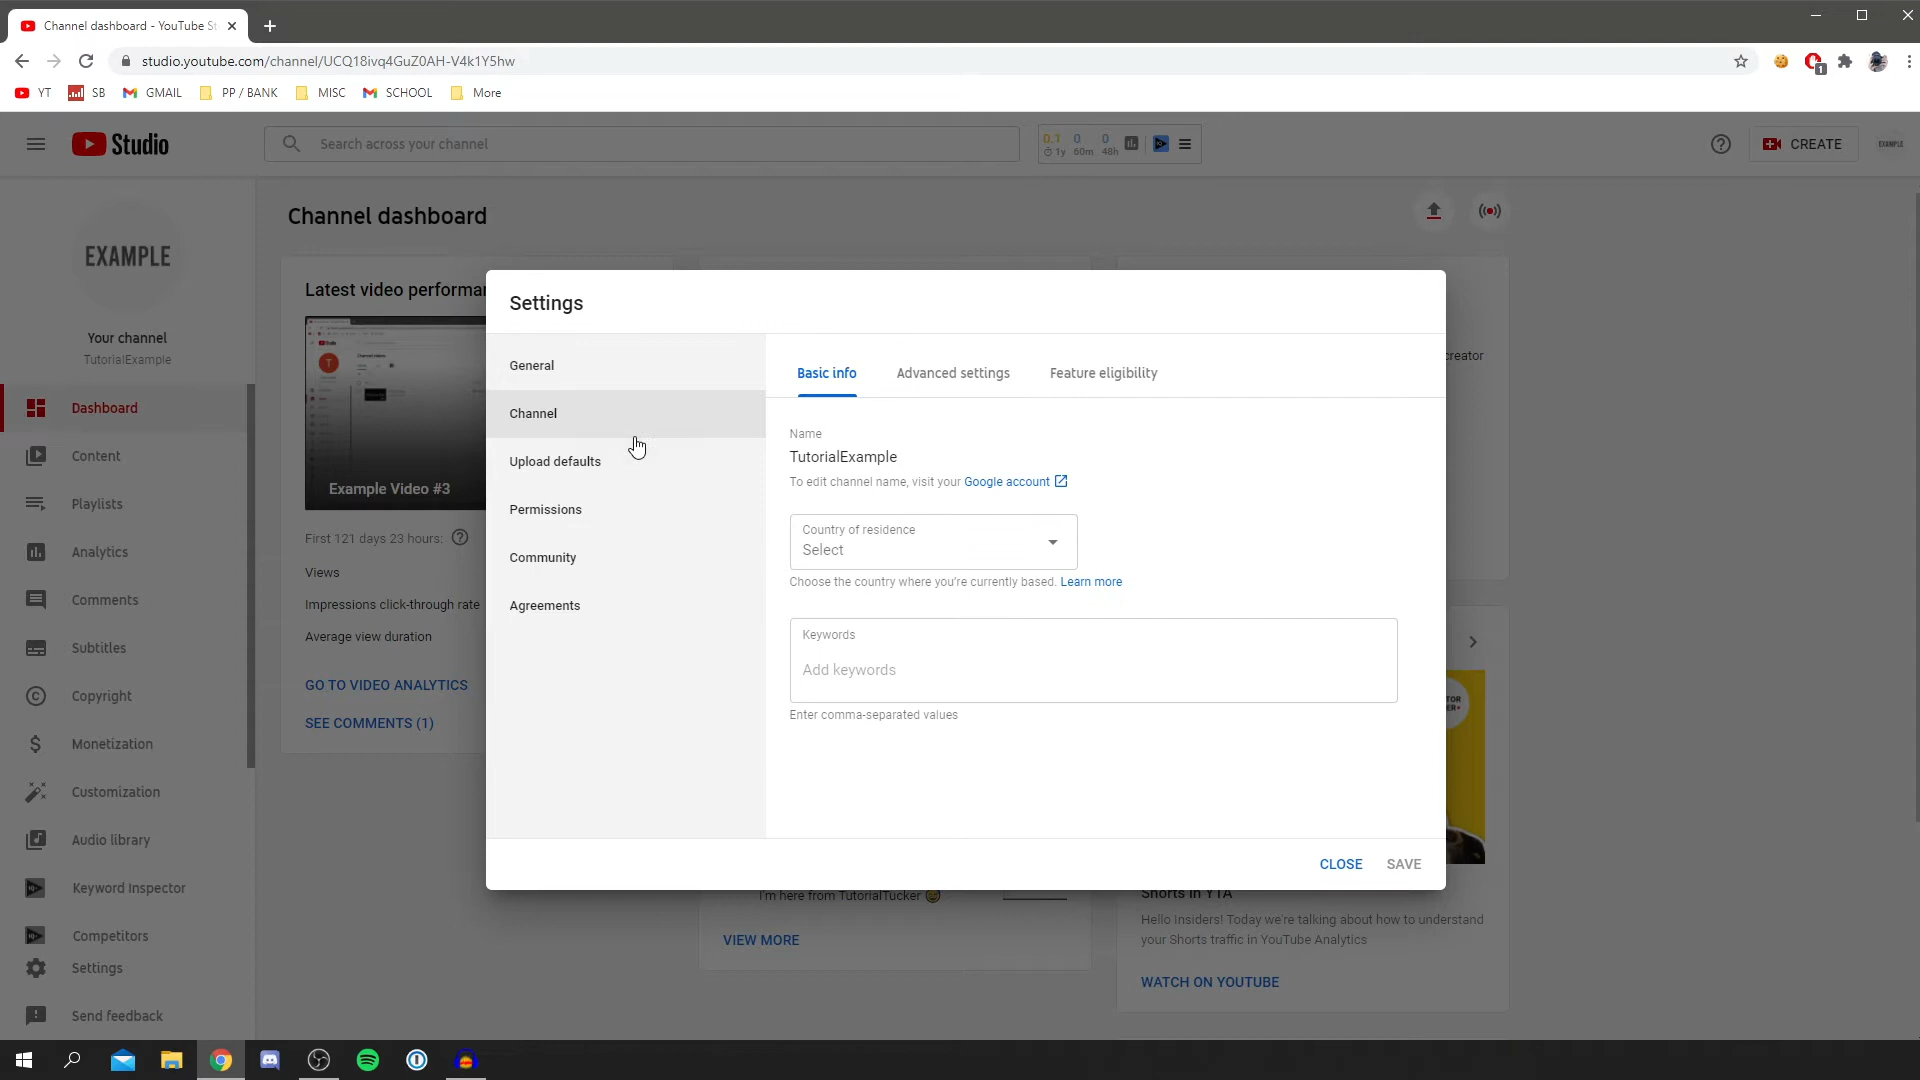 Channel dashboard - YouTube St
studio.youtube.com/channel/UCQ18ivq4GuZ0AH-V4k1Y5hw
1
YT
SB
GMAIL
PP / BANK
MISC
SCHOOL
More
Studio
Search across your channel
0,1 0 0
1y 60m 48h
CREATE
EXAMPLE
EXAMPLE
Your channel
TutorialExample
Dashboard
Content
Playlists
Analytics
Comments
Subtitles
Copyright
Monetization
Customization
Audio library
Keyword Inspector
Competitors
Settings
Send feedback
Channel dashboard
Latest video performa
Example Video #3
First 121 days 23 hours:
Views
Impressions click-through rate
Average view duration
GO TO VIDEO ANALYTICS
SEE COMMENTS (1)
Settings
General
Channel
Upload defaults
Permissions
Community
Agreements
Basic info
Advanced settings
Feature eligibility
Name
TutorialExample
To edit channel name, visit your Google account
Country of residence
Select
Choose the country where you're currently based. Learn more
Keywords
Add keywords
Enter comma-separated values
CLOSE
SAVE
creator
I'm here from TutorialTucker 😄
VIEW MORE
Shorts in YTA
Hello Insiders! Today we're talking about how to understand
your Shorts traffic in YouTube Analytics
WATCH ON YOUTUBE